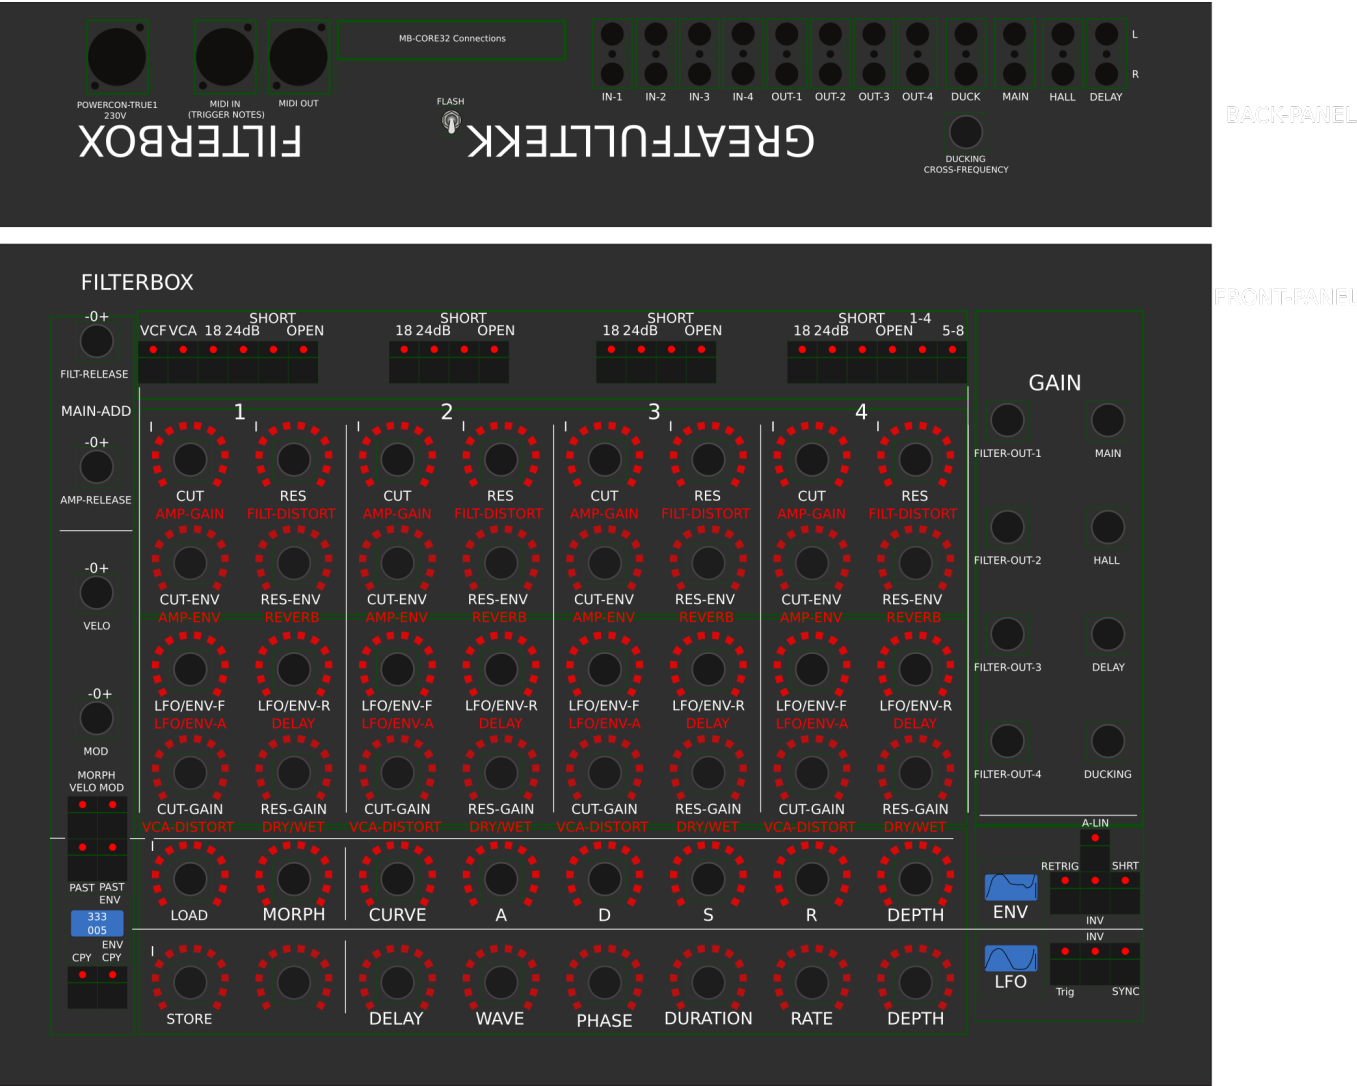 MB-CORE32 Connections
L
R
IN-1 IN-2 IN-3 IN-4 OUT-1 OUT-2 OUT-3 OUT-4 DUCK MAIN HALL DELAY
POWERCON-TRUE1
230V
MIDI IN
(TRIGGER NOTES)
MIDI OUT
FLASH
BACK-PANEL
FILTERBOX
GREATFULLTEKK
DUCKING
CROSS-FREQUENCY
FILTERBOX
FRONT-PANEL
-0+
FILT-RELEASE
MAIN-ADD
-0+
AMP-RELEASE
-0+
VELO
-0+
MOD
MORPH
VELO MOD
PAST PAST
ENV
333
005
ENV
CPY CPY
SHORT SHORT SHORT SHORT 1-4
VCF VCA 18 24dB OPEN 18 24dB OPEN 18 24dB OPEN 18 24dB OPEN 5-8
1 2 3 4
CUT RES CUT RES CUT RES CUT RES
AMP-GAIN FILT-DISTORT AMP-GAIN FILT-DISTORT AMP-GAIN FILT-DISTORT AMP-GAIN FILT-DISTORT
CUT-ENV RES-ENV CUT-ENV RES-ENV CUT-ENV RES-ENV CUT-ENV RES-ENV
AMP-ENV REVERB AMP-ENV REVERB AMP-ENV REVERB AMP-ENV REVERB
LFO/ENV-F LFO/ENV-R LFO/ENV-F LFO/ENV-R LFO/ENV-F LFO/ENV-R LFO/ENV-F LFO/ENV-R
LFO/ENV-A DELAY LFO/ENV-A DELAY LFO/ENV-A DELAY LFO/ENV-A DELAY
CUT-GAIN RES-GAIN CUT-GAIN RES-GAIN CUT-GAIN RES-GAIN CUT-GAIN RES-GAIN
VCA-DISTORT DRY/WET VCA-DISTORT DRY/WET VCA-DISTORT DRY/WET VCA-DISTORT DRY/WET
LOAD MORPH CURVE A D S R DEPTH
STORE DELAY WAVE PHASE DURATION RATE DEPTH
GAIN
FILTER-OUT-1 MAIN
FILTER-OUT-2 HALL
FILTER-OUT-3 DELAY
FILTER-OUT-4 DUCKING
A-LIN
RETRIG SHRT
ENV
INV
INV
LFO
Trig SYNC